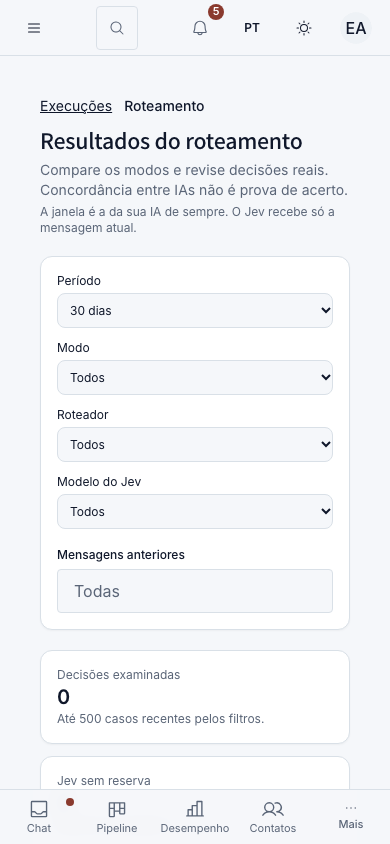 5
PT
EA
Execuções Roteamento
Resultados do roteamento
Compare os modos e revise decisões reais.
Concordância entre IAs não é prova de acerto.
A janela é a da sua IA de sempre. O Jev recebe só a
mensagem atual.
Período
30 dias
Modo
Todos
Roteador
Todos
Modelo do Jev
Todos
Mensagens anteriores
Todas
Decisões examinadas
0
Até 500 casos recentes pelos filtros.
Jev sem reserva
Chat
Pipeline
Desempenho
Contatos
Mais